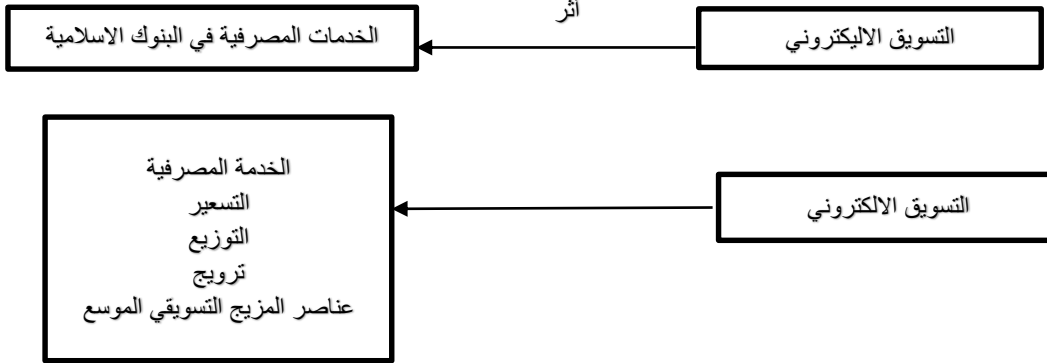 أثر
التسويق الاليكتروني
الخدمات المصرفية في البنوك الاسلامية
التسويق الالكتروني
الخدمة المصرفية
التسعير
التوزيع
ترويج
عناصر المزيج التسويقي الموسع